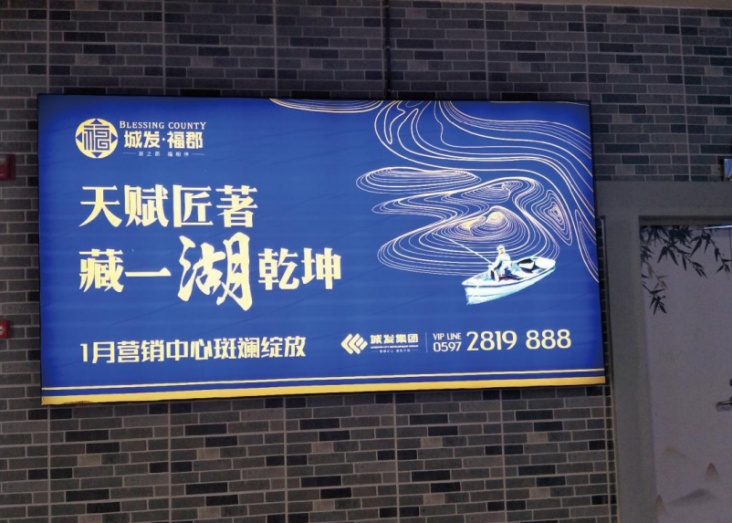 BLESSING COUNTY
城发·福郡
天赋匠著
藏一湖乾坤
1月营销中心斑斓绽放
城发集团
VIP LINE
0597 2819 888